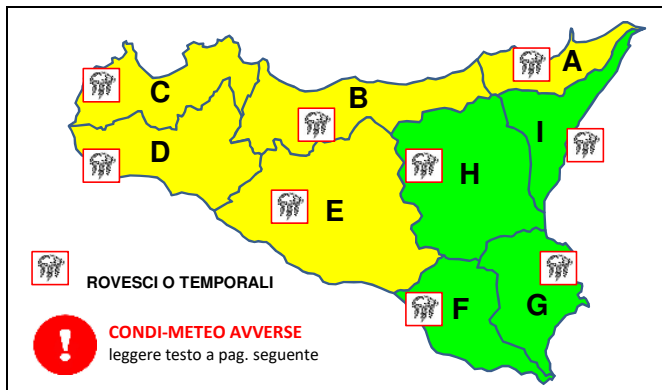 A
C
B
I
D
H
E
F
G
ROVESCI O TEMPORALI
!
CONDI-METEO AVVERSE
leggere testo a pag. seguente